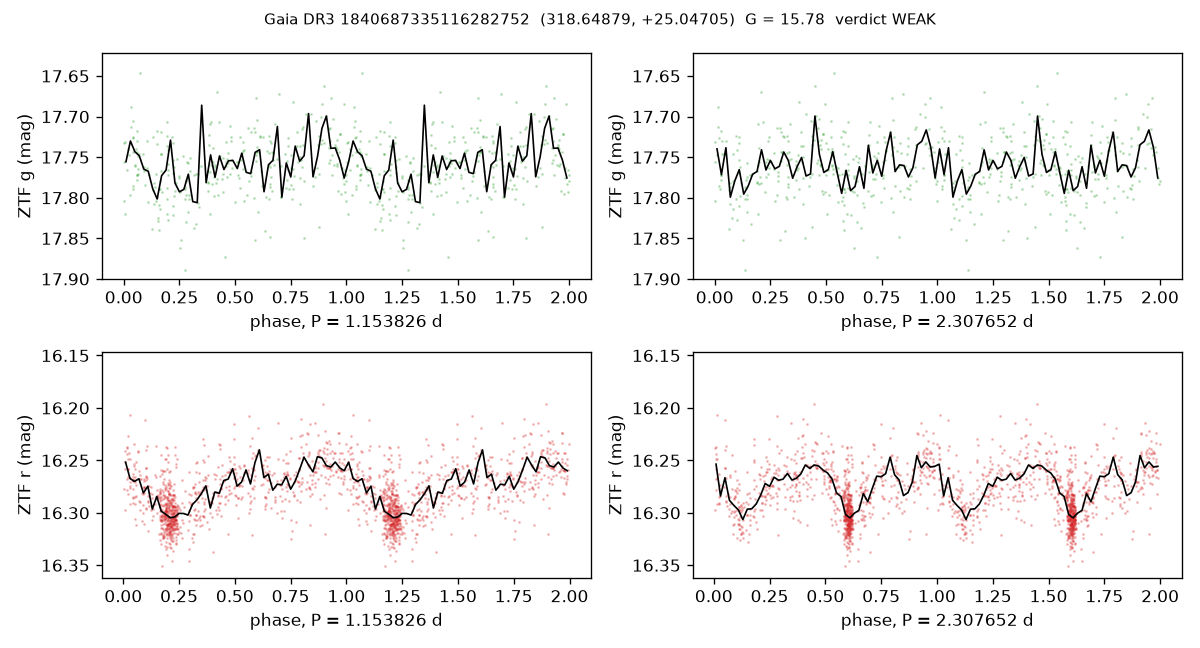 Gaia DR3 1840687335116282752 (318.64879, +25.04705) G = 15.78 verdict WEAK
ZTF g (mag)
17.65
17.70
17.75
17.80
17.85
17.90
0.00 0.25 0.50 0.75 1.00 1.25 1.50 1.75 2.00
phase, P = 1.153826 d
ZTF g (mag)
17.65
17.70
17.75
17.80
17.85
17.90
0.00 0.25 0.50 0.75 1.00 1.25 1.50 1.75 2.00
phase, P = 2.307652 d
ZTF r (mag)
16.15
16.20
16.25
16.30
16.35
0.00 0.25 0.50 0.75 1.00 1.25 1.50 1.75 2.00
phase, P = 1.153826 d
ZTF r (mag)
16.15
16.20
16.25
16.30
16.35
0.00 0.25 0.50 0.75 1.00 1.25 1.50 1.75 2.00
phase, P = 2.307652 d